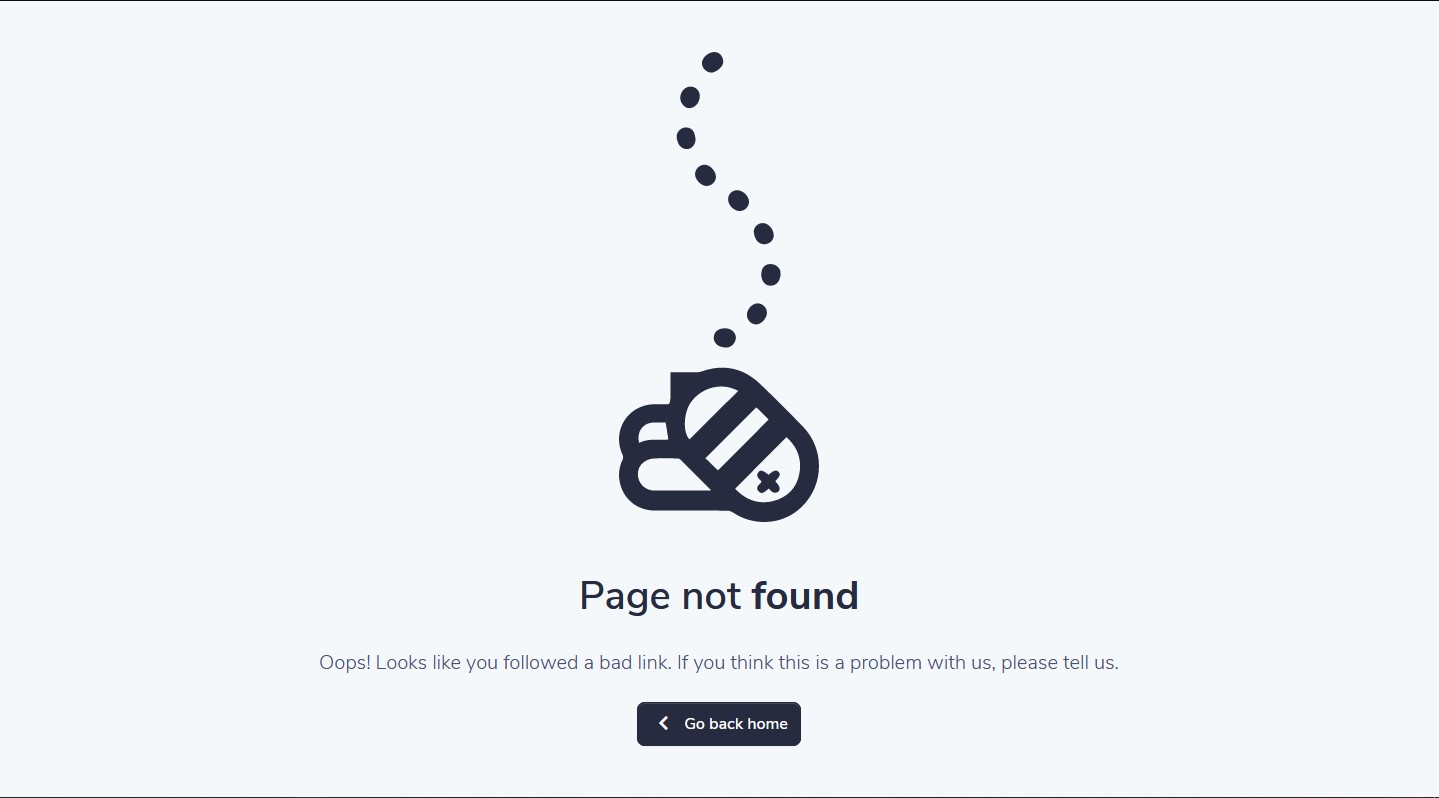 Page not found
Oops! Looks like you followed a bad link. If you think this is a problem with us, please tell us.
Go back home